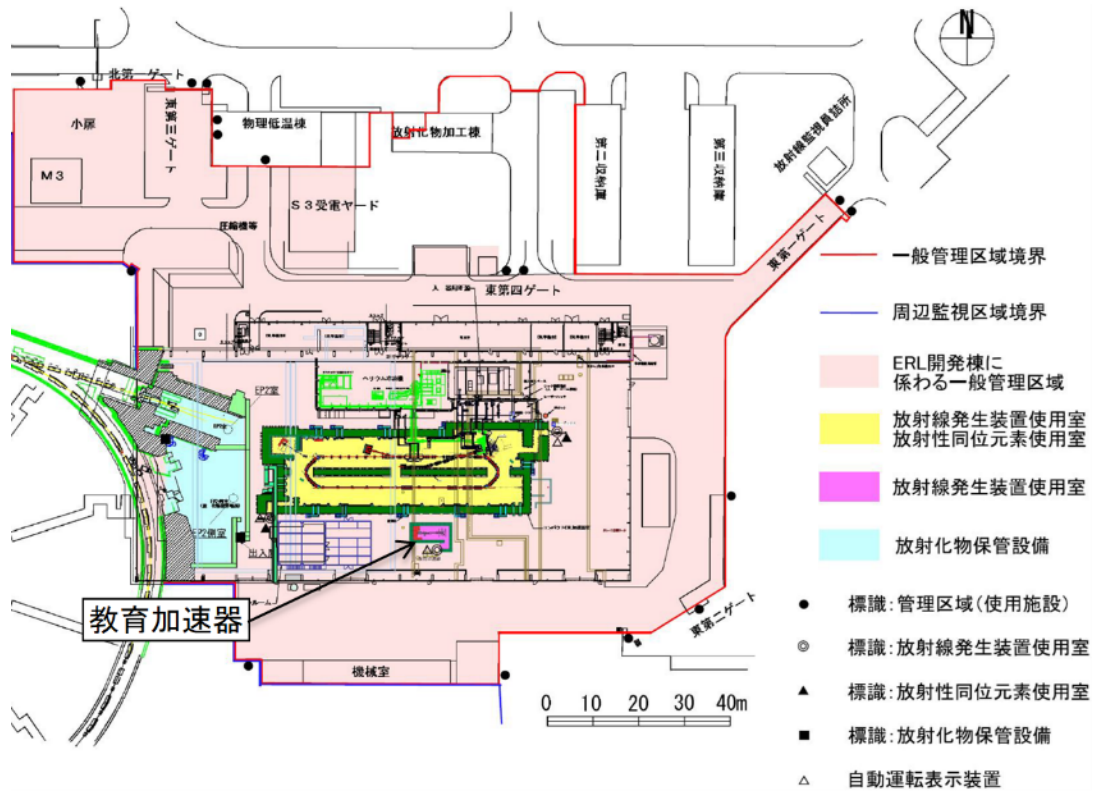 N
北第一ゲート
小扉
東第三ゲート
物理低温棟
放射化物加工棟
第二収納庫
第三収納庫
放射線監視員詰所
M3
S3受電ヤード
圧縮機等
東第一ゲート
東第四ゲート
一般管理区域境界
周辺監視区域境界
ERL開発棟に
係わる一般管理区域
放射線発生装置使用室
放射性同位元素使用室
放射線発生装置使用室
放射化物保管設備
EP2室
EP2側室
教育加速器
東第二ゲート
機械室
0 10 20 30 40m
標識:管理区域(使用施設)
標識:放射線発生装置使用室
標識:放射性同位元素使用室
標識:放射化物保管設備
自動運転表示装置